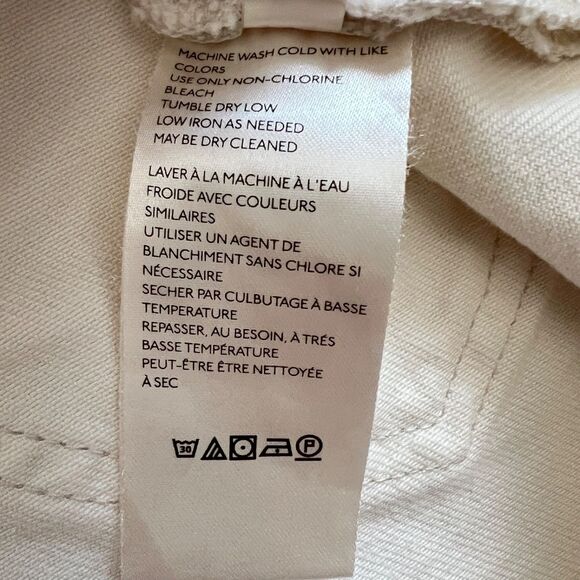 MACHINE WASH COLD WITH LIKE
COLORS
USE ONLY NON-CHLORINE
BLEACH
TUMBLE DRY LOW
LOW IRON AS NEEDED
MAY BE DRY CLEANED
LAVER À LA MACHINE À L'EAU
FROIDE AVEC COULEURS
SIMILAIRES
UTILISER UN AGENT DE
BLANCHIMENT SANS CHLORE SI
NÉCESSAIRE
SECHER PAR CULBUTAGE À BASSE
TEMPERATURE
REPASSER, AU BESOIN, À TRÉS
BASSE TEMPÉRATURE
PEUT-ÊTRE ÊTRE NETTOYÉE
À SEC
30 P